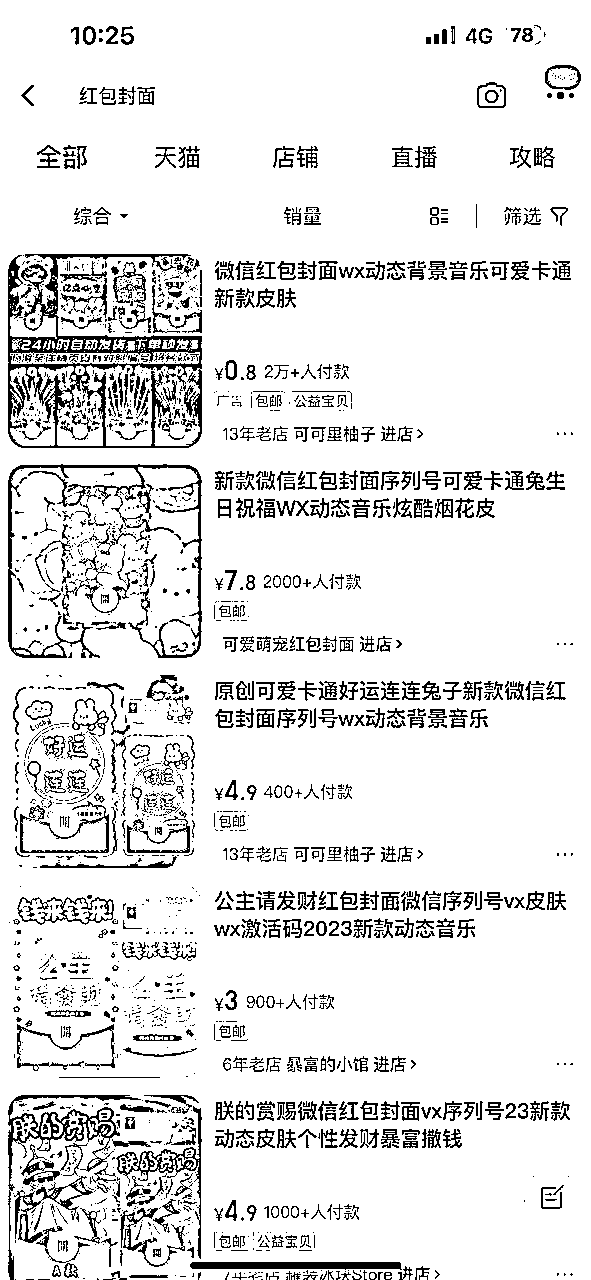 10:25
4G 78
红包封面
全部 天猫 店铺 直播 攻略
综合 销量 筛选
微信红包封面wx动态背景音乐可爱卡通
新款皮肤
24小时自动发货
¥0.8 2万+人付款
广告 包邮 公益宝贝
13年老店 可可里柚子 进店>
新款微信红包封面序列号可爱卡通兔生
日祝福WX动态音乐炫酷烟花皮
開
¥7.8 2000+人付款
包邮
可爱萌宠红包封面 进店>
原创可爱卡通好运连连兔子新款微信红
包封面序列号wx动态背景音乐
好运
连连
開
開
¥4.9 400+人付款
包邮
13年老店 可可里柚子 进店>
公主请发财红包封面微信序列号vx皮肤
wx激活码2023新款动态音乐
開
¥3 900+人付款
包邮
6年老店 暴富的小馆 进店>
朕的赏赐微信红包封面vx序列号23新款
动态皮肤个性发财暴富撒钱
朕的赏赐
朕的赏赐
開
開
¥4.9 1000+人付款
包邮 公益宝贝